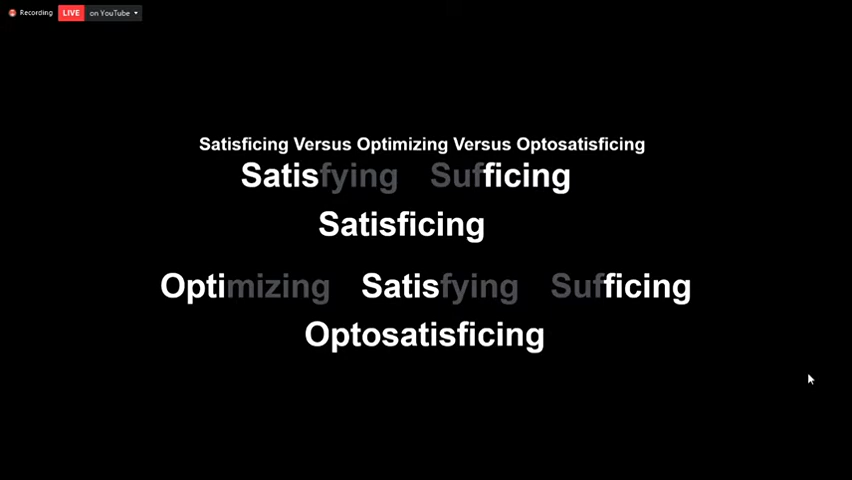 Recording LIVE on YouTube
Satisficing Versus Optimizing Versus Optosatisficing
Satisfying Sufficing
Satisficing
Optimizing Satisfying Sufficing
Optosatisficing